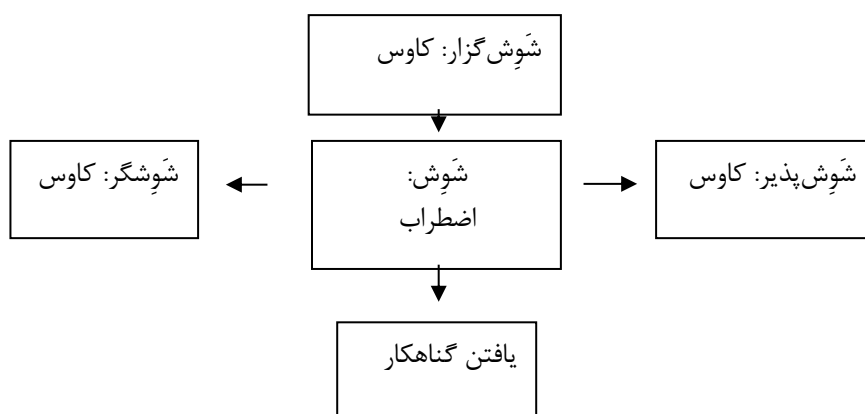 شَوِش‌گزار: کاوس
شَوِش‌پذیر: کاوس
شَوِش:
اضطراب
شَوِشگر: کاوس
یافتن گناهکار